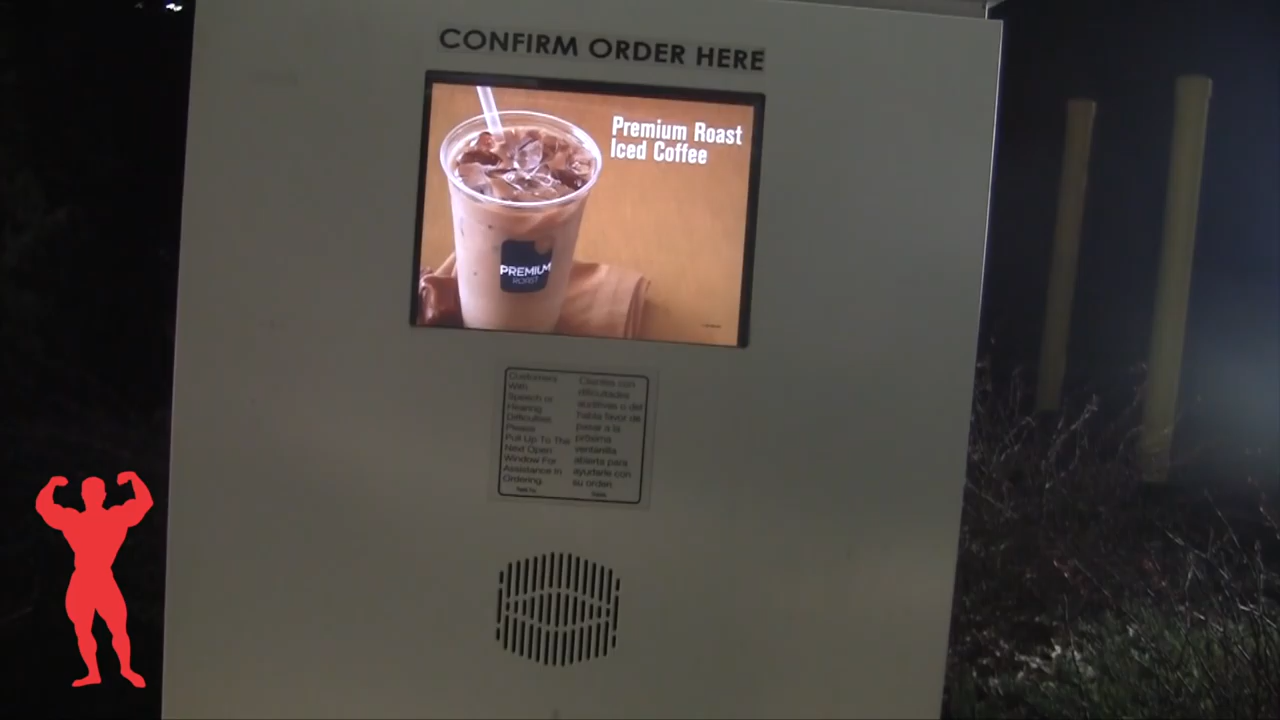 CONFIRM ORDER HERE
Premium Roast
Iced Coffee
PREMIUM
ROAST
Customers
With
Speech or
Hearing
Difficulties
Please
Pull Up To The
Next Open
Window For
Assistance In
Ordering
Clientes con
dificultades
auditivas o del
habla favor de
pasar a la
próxima
ventanilla
abierta para
ayudarle con
su orden